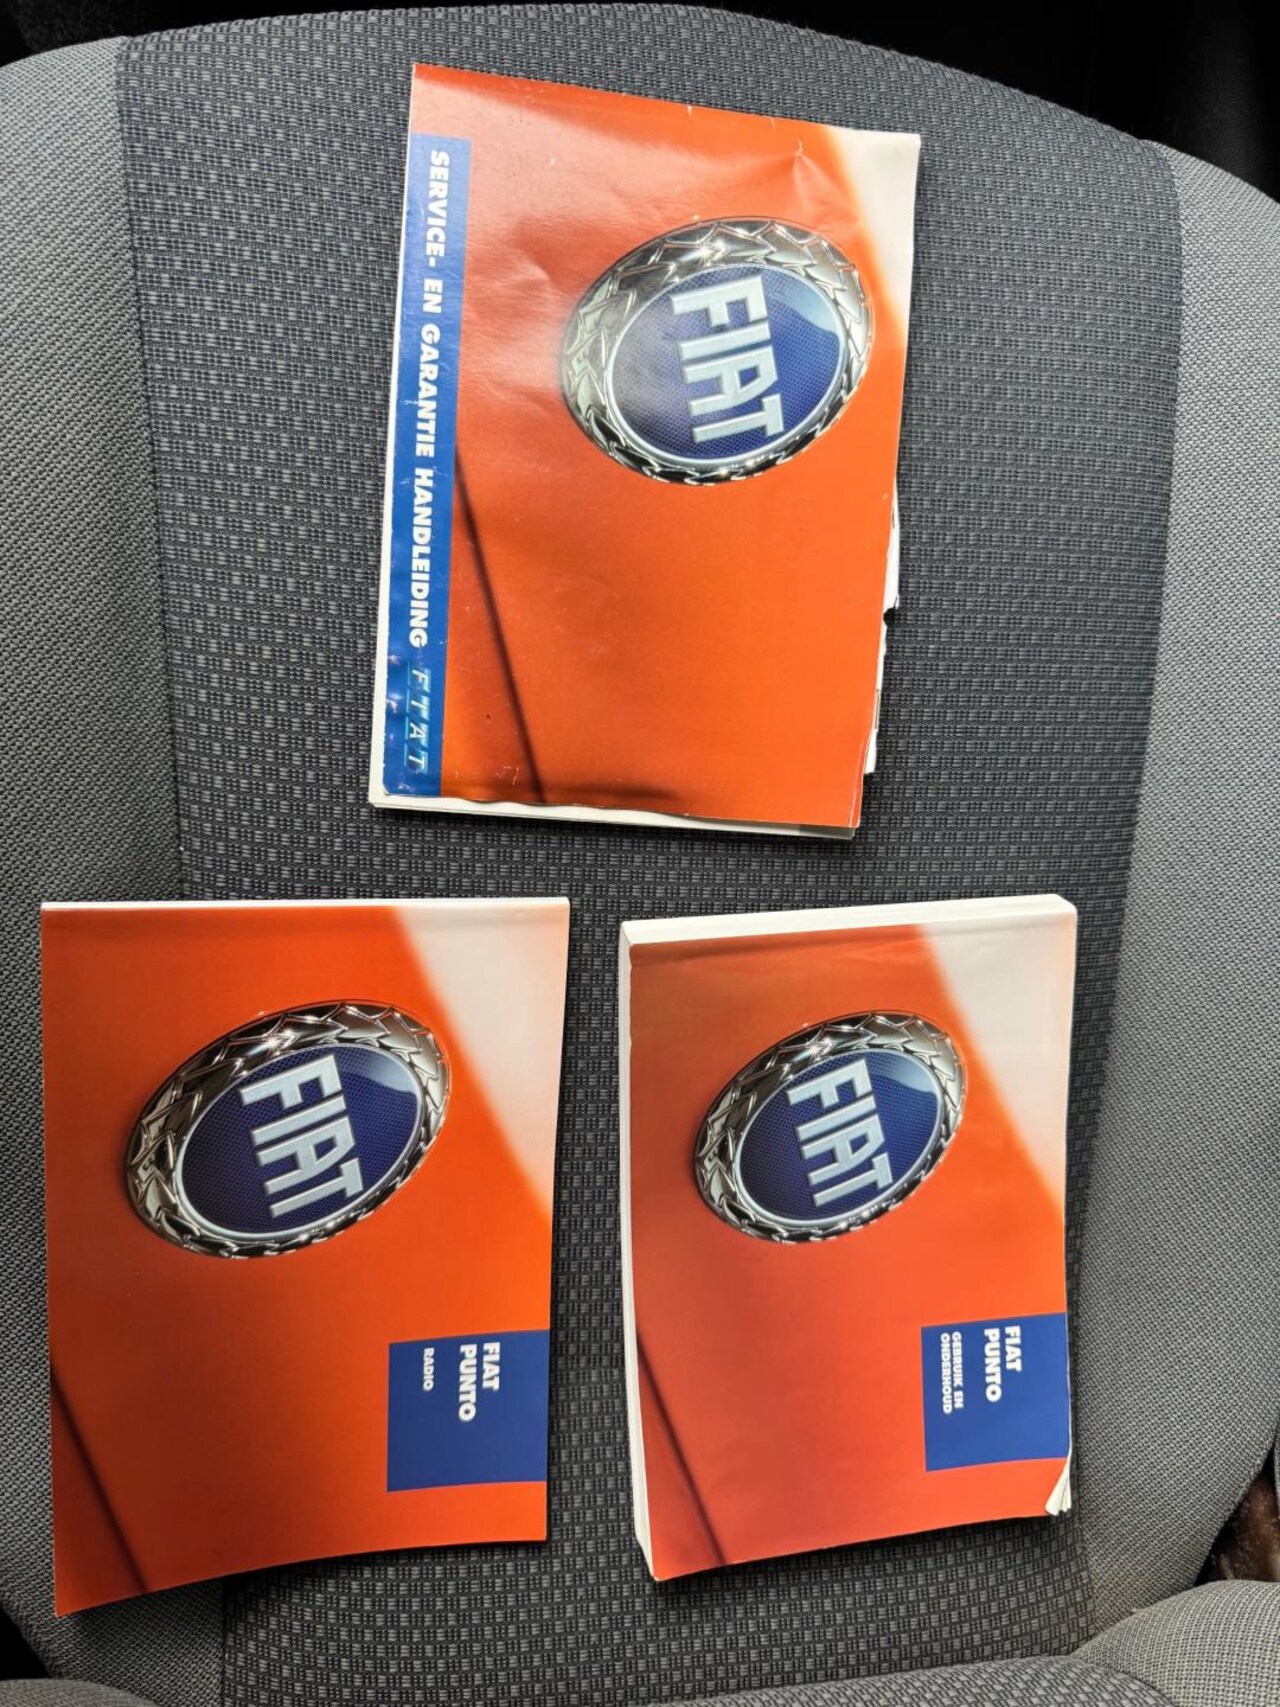 FIAT
SERVICE- EN GARANTIE HANDLEIDING FIAT
FIAT
FIAT
PUNTO
RADIO
FIAT
FIAT
PUNTO
GEBRUIK EN
ONDERHOUD